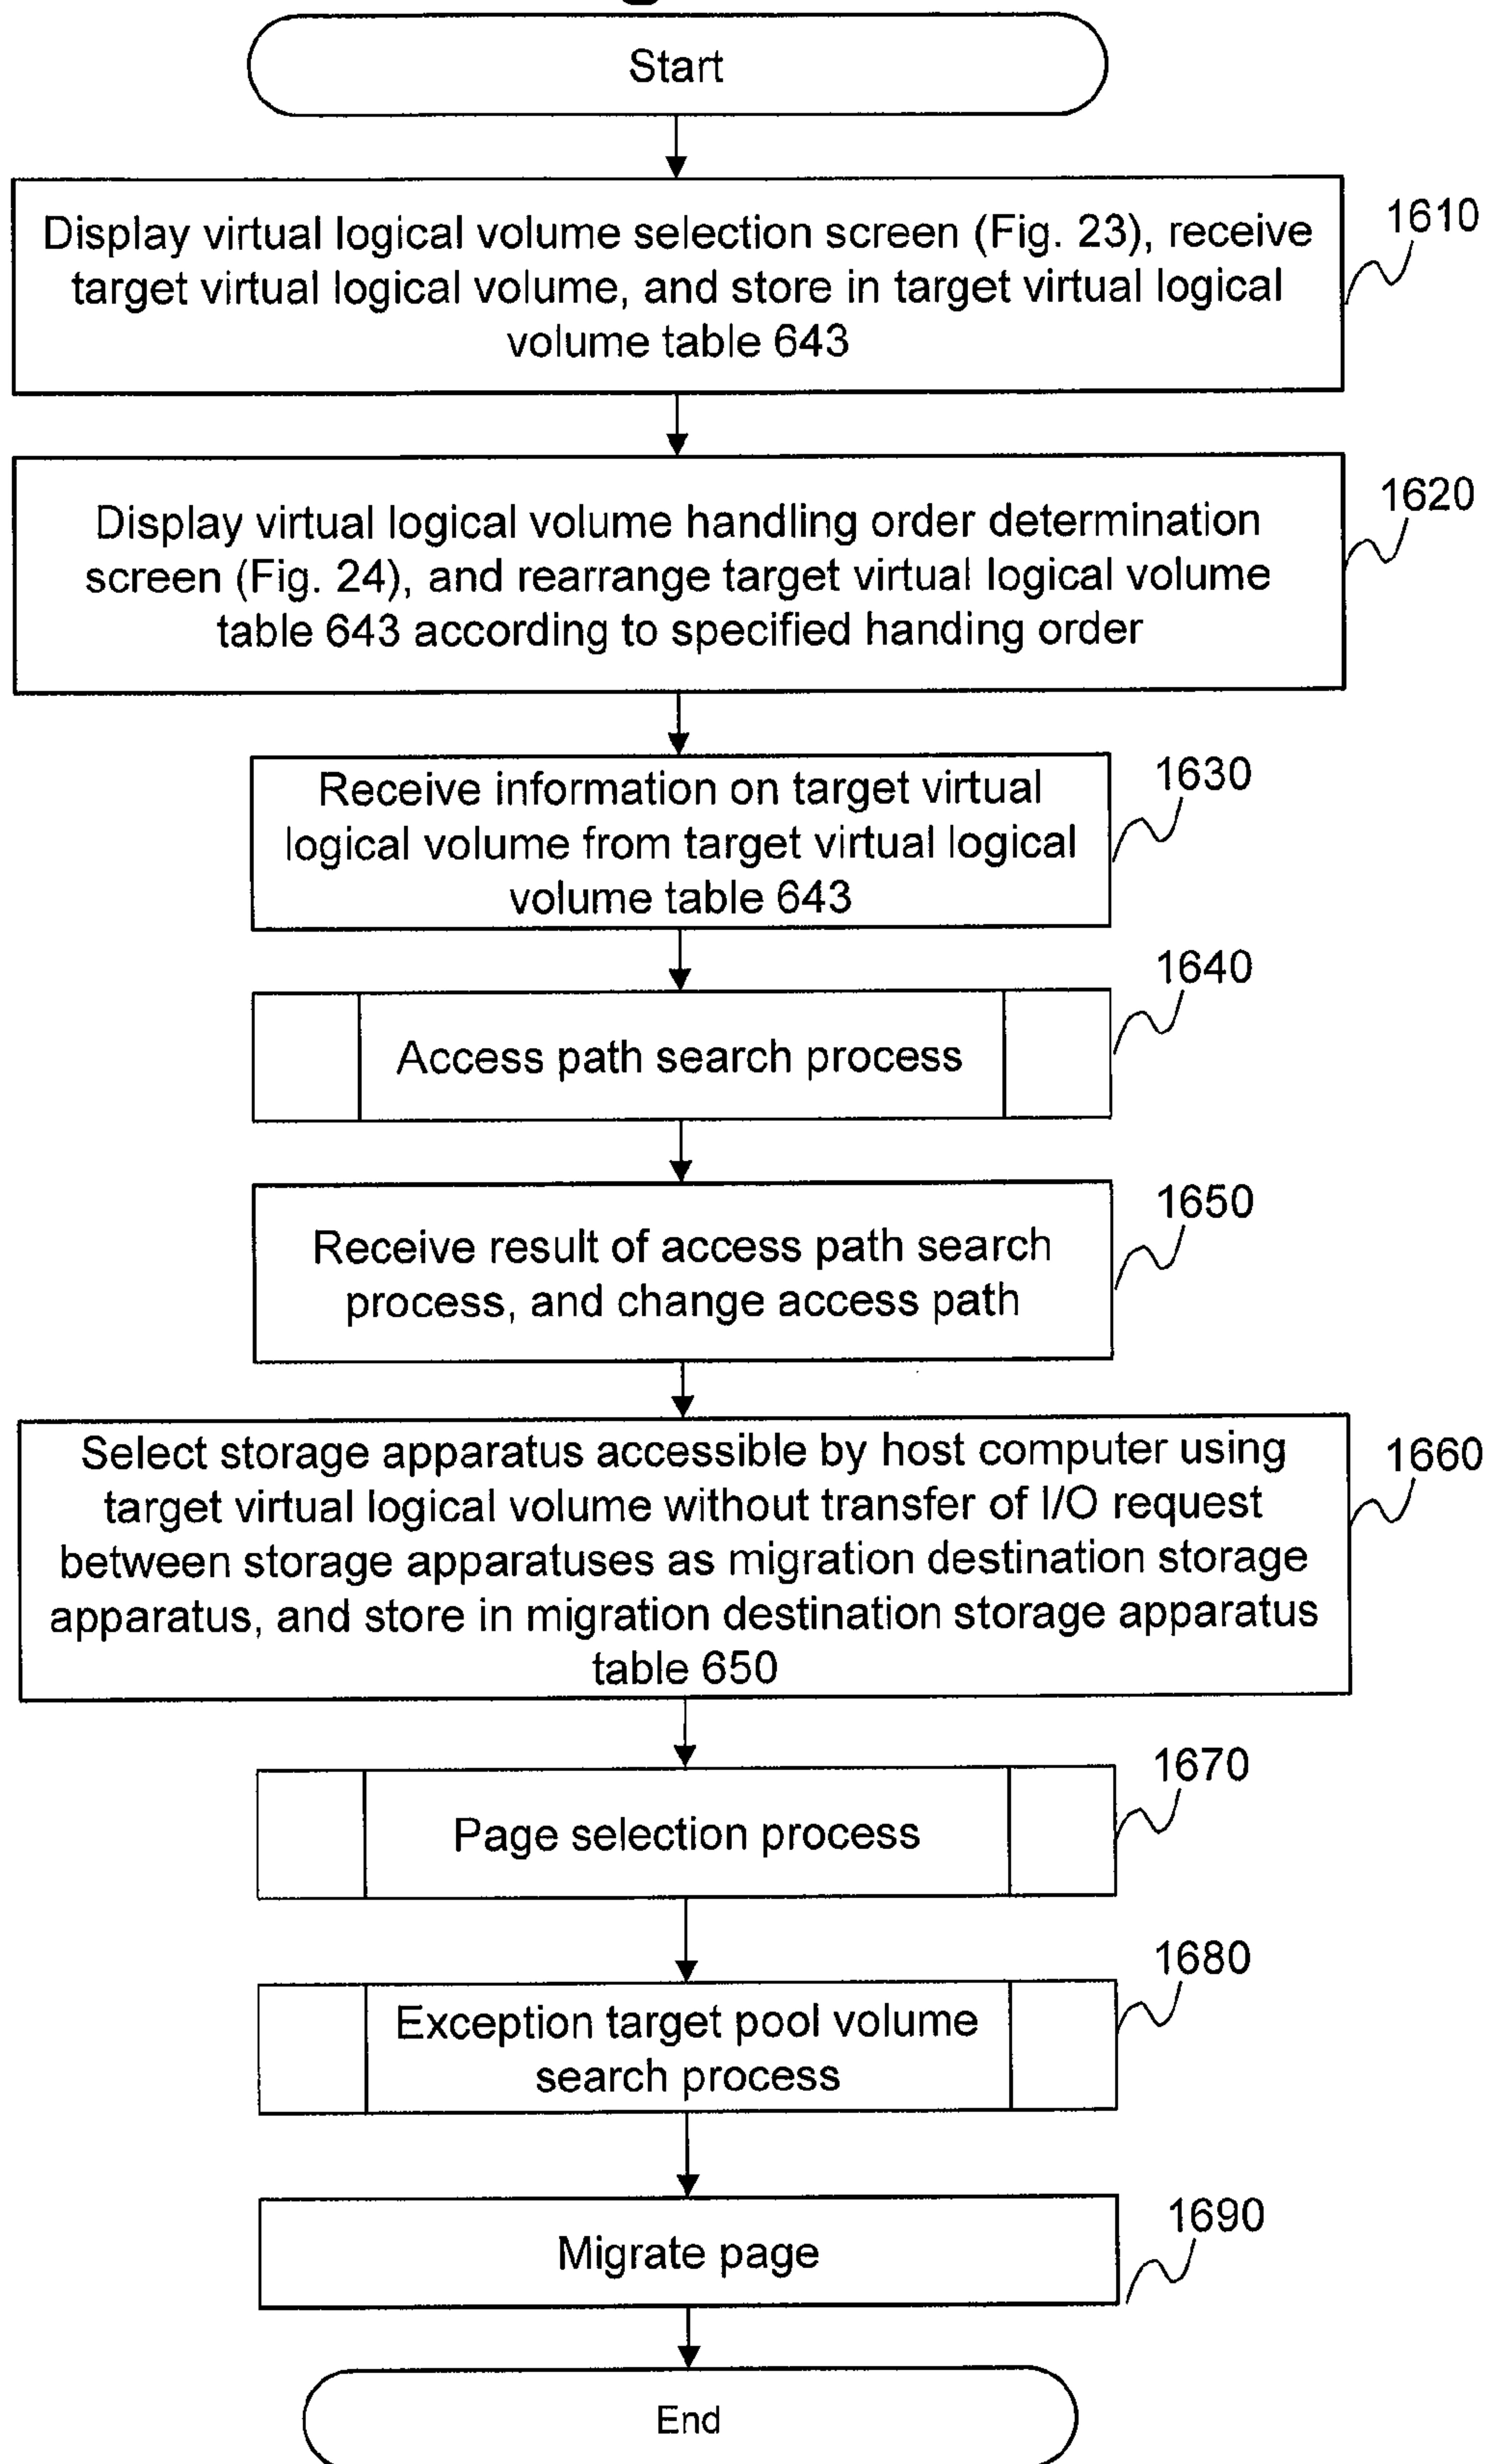 Start
Display virtual logical volume selection screen (Fig. 23), receive
target virtual logical volume, and store in target virtual logical
volume table 643
1610
Display virtual logical volume handling order determination
screen (Fig. 24), and rearrange target virtual logical volume
table 643 according to specified handing order
1620
Receive information on target virtual
logical volume from target virtual logical
volume table 643
1630
Access path search process
1640
Receive result of access path search
process, and change access path
1650
Select storage apparatus accessible by host computer using
target virtual logical volume without transfer of I/O request
between storage apparatuses as migration destination storage
apparatus, and store in migration destination storage apparatus
table 650
1660
Page selection process
1670
Exception target pool volume
search process
1680
Migrate page
1690
End